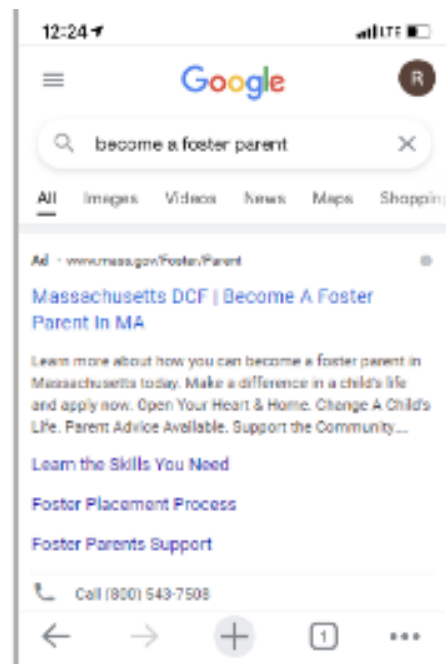 12:24
LTE
Google
R
become a foster parent
All Images Videos News Maps Shopping
Ad · www.mass.gov/Foster/Parent
Massachusetts DCF | Become A Foster
Parent In MA
Learn more about how you can become a foster parent in
Massachusetts today. Make a difference in a child's life
and apply now. Open Your Heart & Home. Change A Child's
Life. Parent Advice Available. Support the Community....
Learn the Skills You Need
Foster Placement Process
Foster Parents Support
Call (800) 543-7508
1